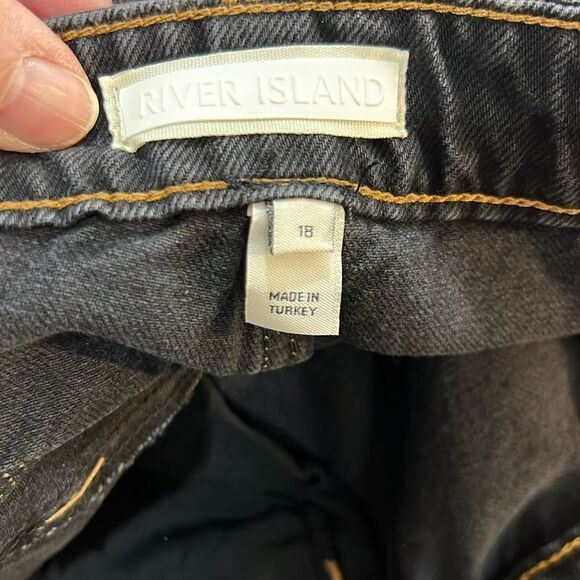 RIVER ISLAND
18
MADE IN
TURKEY